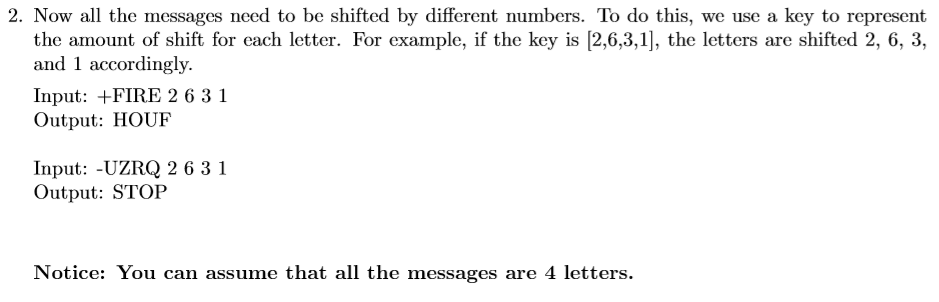 2. Now all the messages need to be shifted by different numbers. To do this, we use a key to represent
the amount of shift for each letter. For example, if the key is [2,6,3,1], the letters are shifted 2, 6, 3,
and 1 accordingly.
Input: +FIRE 2 6 3 1
Output: HOUF
Input: -UZRQ 2 6 3 1
Output: STOP
Notice: You can assume that all the messages are 4 letters.